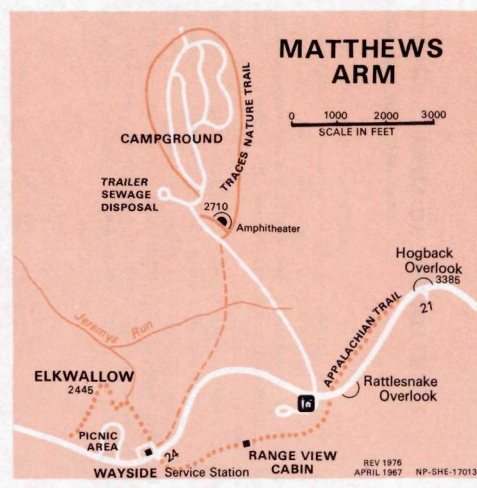 MATTHEWS
ARM
0 1000 2000 3000
SCALE IN FEET
TRACES NATURE TRAIL
CAMPGROUND
TRAILER
SEWAGE
DISPOSAL
2710
Amphitheater
Hogback
Overlook
3385
21
APPALACHIAN TRAIL
Jeremys Run
Rattlesnake
Overlook
ELKWALLOW
2445
PICNIC
AREA
24
WAYSIDE Service Station
RANGE VIEW
CABIN
REV 1976
APRIL 1967 NP-SHE-17013